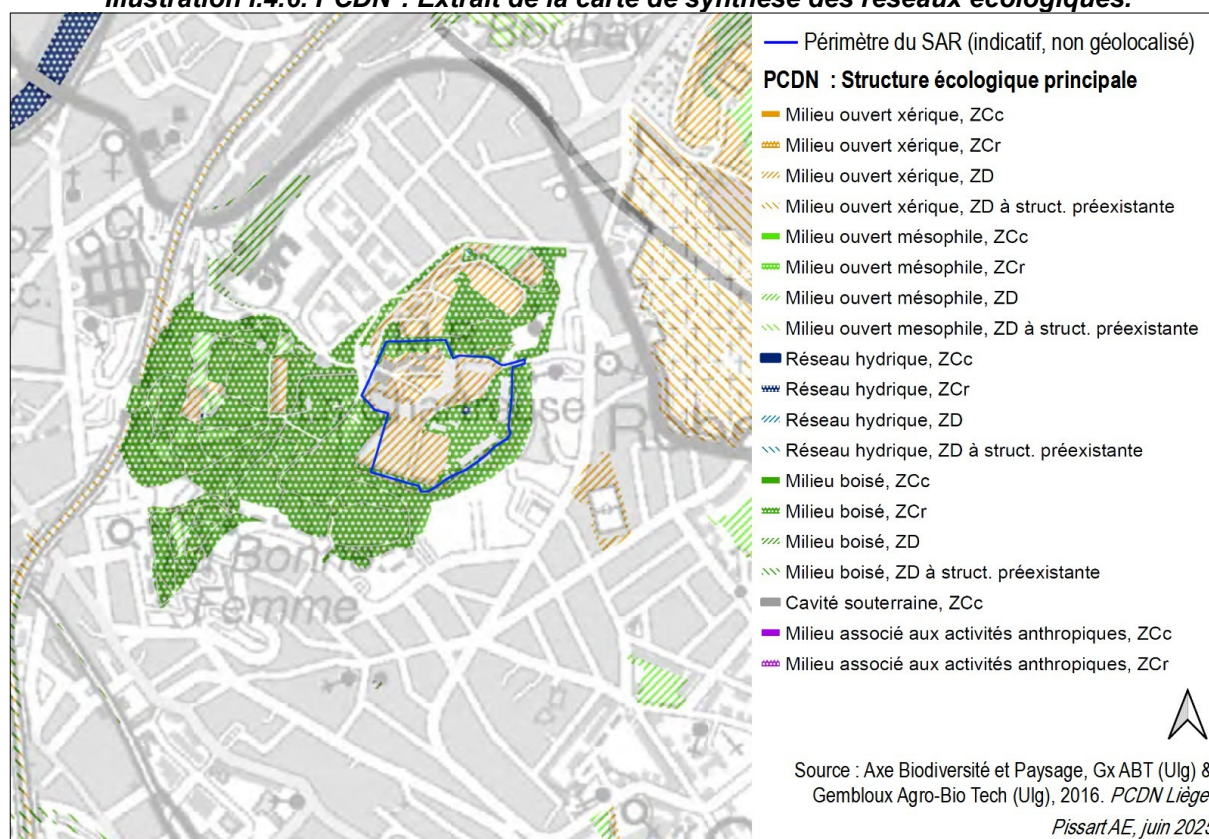 Illustration I.4.6. PCDN : Extrait de la carte de synthèse des réseaux écologiques.
Périmètre du SAR (indicatif, non géolocalisé)
PCDN : Structure écologique principale
Milieu ouvert xérique, ZCc
Milieu ouvert xérique, ZCr
Milieu ouvert xérique, ZD
Milieu ouvert xérique, ZD à struct. préexistante
Milieu ouvert mésophile, ZCc
Milieu ouvert mésophile, ZCr
Milieu ouvert mésophile, ZD
Milieu ouvert mesophile, ZD à struct. préexistante
Réseau hydrique, ZCc
Réseau hydrique, ZCr
Réseau hydrique, ZD
Réseau hydrique, ZD à struct. préexistante
Milieu boisé, ZCc
Milieu boisé, ZCr
Milieu boisé, ZD
Milieu boisé, ZD à struct. préexistante
Cavité souterraine, ZCc
Milieu associé aux activités anthropiques, ZCc
Milieu associé aux activités anthropiques, ZCr
Source : Axe Biodiversité et Paysage, Gx ABT (Ulg) &
Gembloux Agro-Bio Tech (Ulg), 2016. PCDN Liège
Pissart AE, juin 2025
Femme